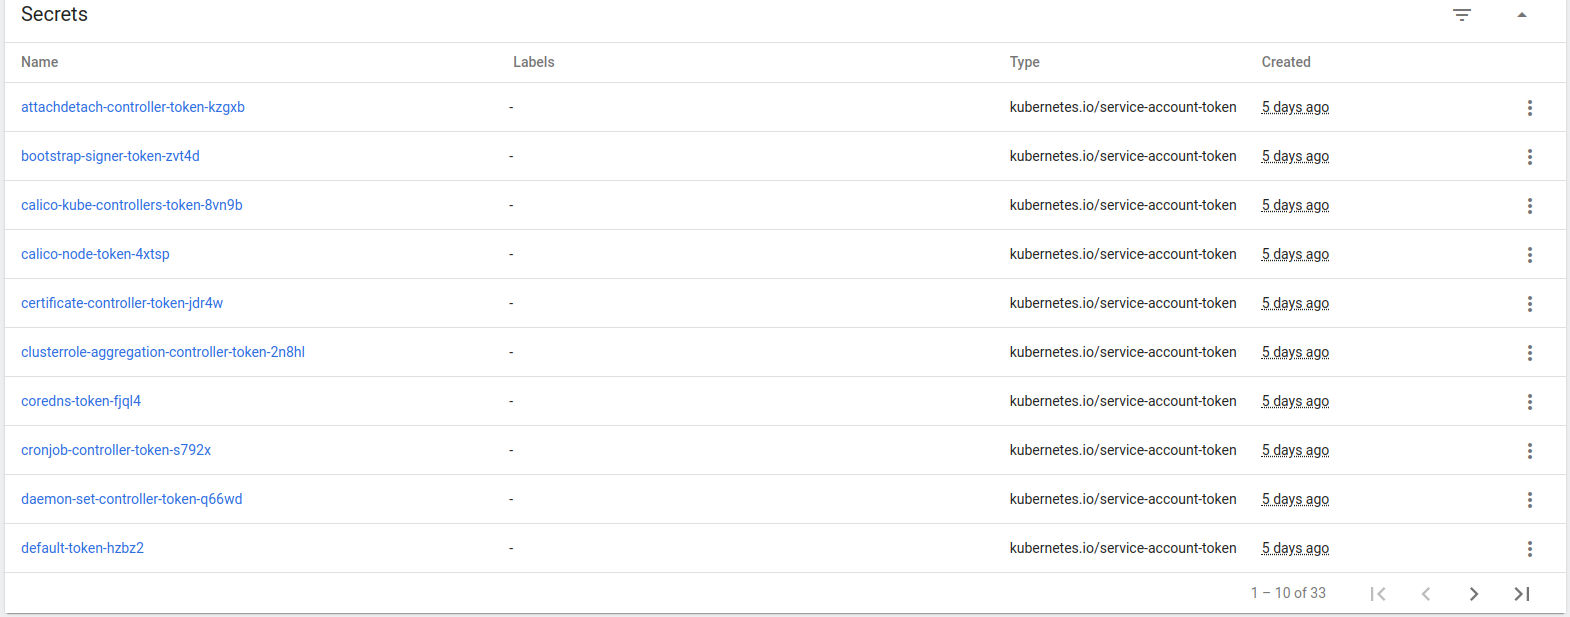 Secrets
Name Labels Type Created
attachdetach-controller-token-kzgxb - kubernetes.io/service-account-token 5 days ago
bootstrap-signer-token-zvt4d - kubernetes.io/service-account-token 5 days ago
calico-kube-controllers-token-8vn9b - kubernetes.io/service-account-token 5 days ago
calico-node-token-4xtsp - kubernetes.io/service-account-token 5 days ago
certificate-controller-token-jdr4w - kubernetes.io/service-account-token 5 days ago
clusterrole-aggregation-controller-token-2n8hl - kubernetes.io/service-account-token 5 days ago
coredns-token-fjql4 - kubernetes.io/service-account-token 5 days ago
cronjob-controller-token-s792x - kubernetes.io/service-account-token 5 days ago
daemon-set-controller-token-q66wd - kubernetes.io/service-account-token 5 days ago
default-token-hzbz2 - kubernetes.io/service-account-token 5 days ago
1 – 10 of 33